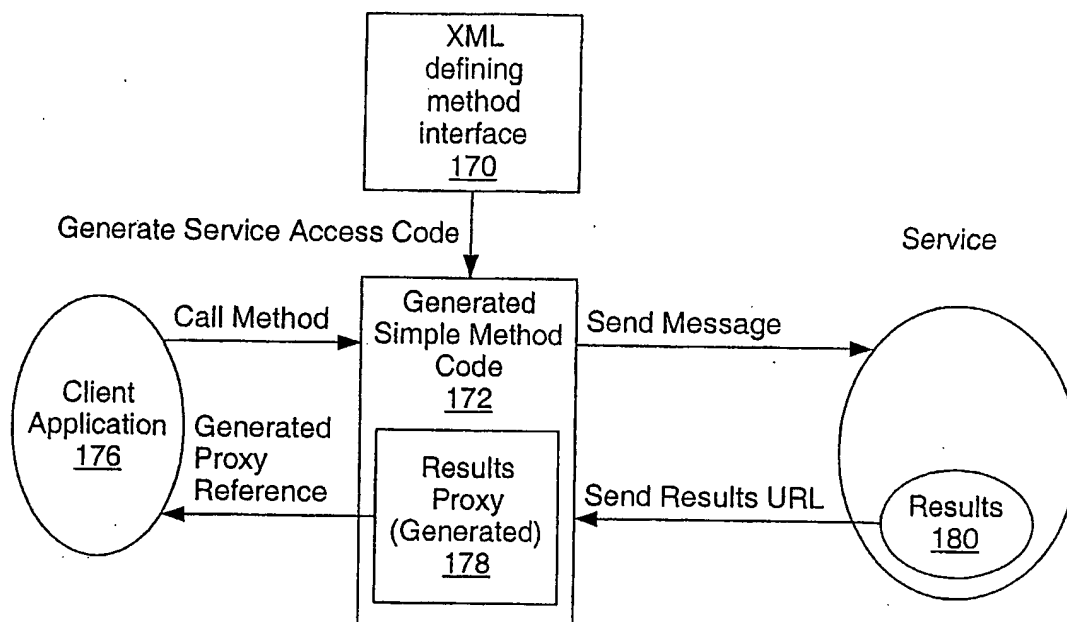 XML
defining
method
interface
170
Generate Service Access Code
Service
Call Method
Generated
Simple Method
Code
172
Send Message
Client
Application
176
Generated
Proxy
Reference
Results
Proxy
(Generated)
178
Send Results URL
Results
180